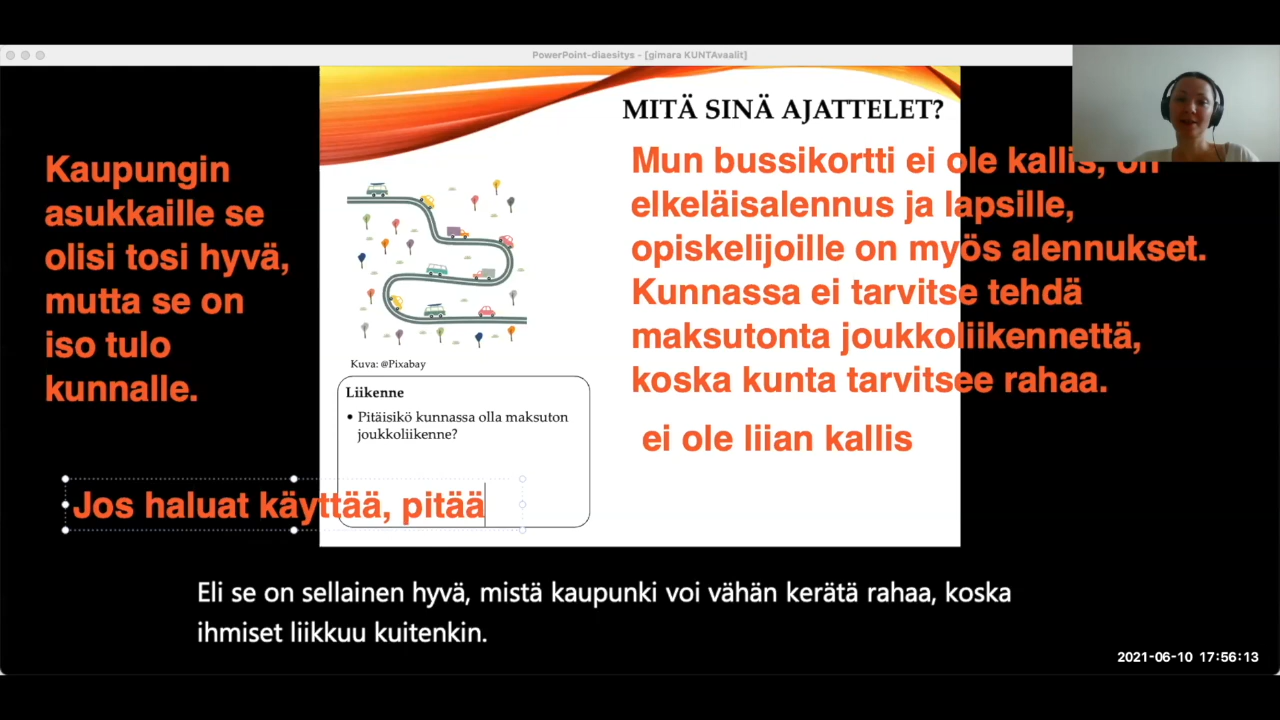 PowerPoint-diaesitys - [gimara KUNTAvaalit]
MITÄ SINÄ AJATTELET?
Kaupungin
asukkaille se
olisi tosi hyvä,
mutta se on
iso tulo
kunnalle.
Mun bussikortti ei ole kallis, on
elkeläisalennus ja lapsille,
opiskelijoille on myös alennukset.
Kunnassa ei tarvitse tehdä
maksutonta joukkoliikennettä,
koska kunta tarvitsee rahaa.
ei ole liian kallis
Kuva: @Pixabay
Liikenne
• Pitäisikö kunnassa olla maksuton
joukkoliikenne?
Jos haluat käyttää, pitää
Eli se on sellainen hyvä, mistä kaupunki voi vähän kerätä rahaa, koska
ihmiset liikkuu kuitenkin.
2021-06-10 17:56:13